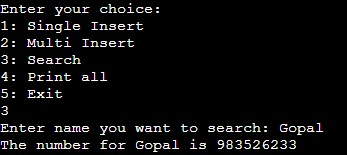 Enter your choice:
1: Single Insert
2: Multi Insert
3: Search
4: Print all
5: Exit
3
Enter name you want to search: Gopal
The number for Gopal is 983526233